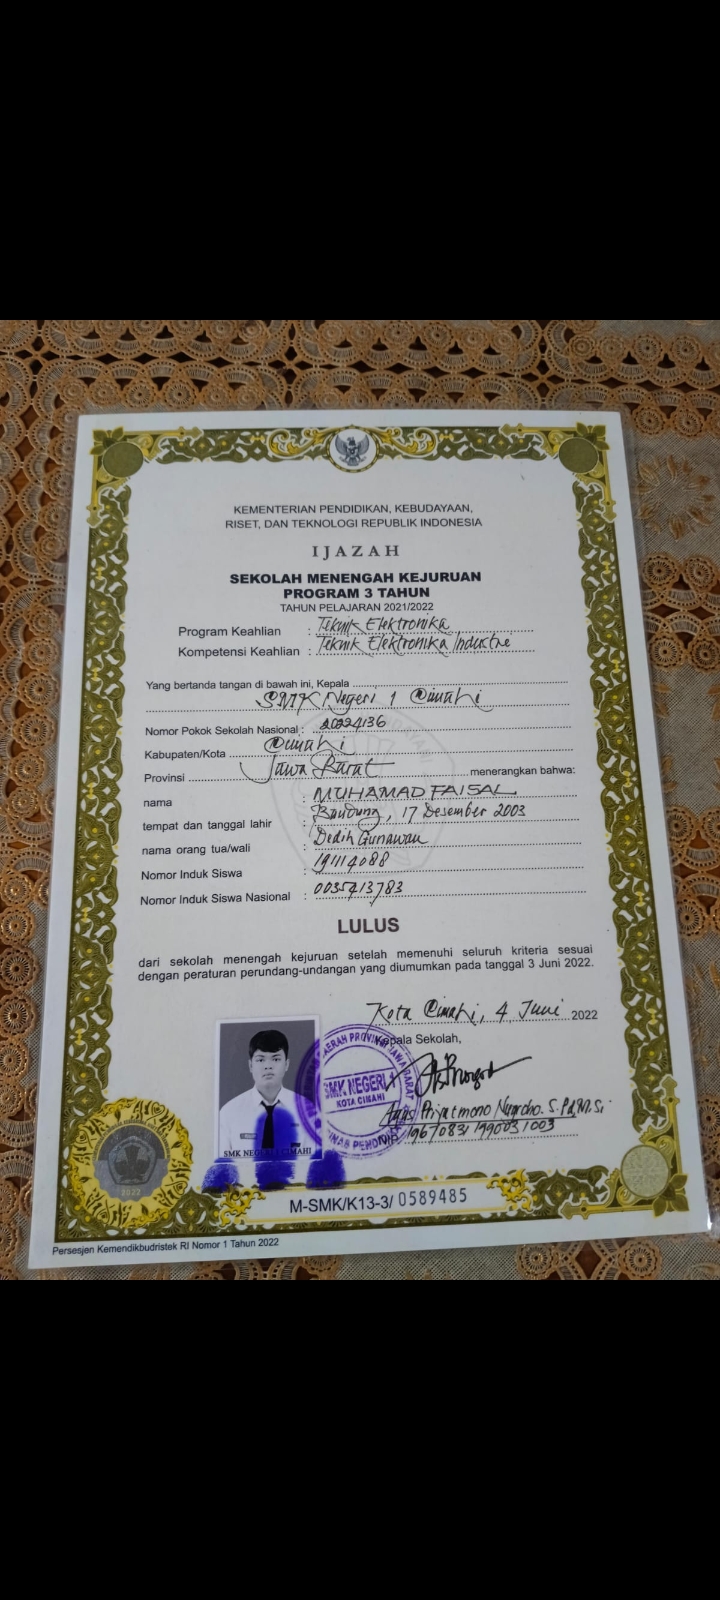 KEMENTERIAN PENDIDIKAN, KEBUDAYAAN,
RISET, DAN TEKNOLOGI REPUBLIK INDONESIA
IJAZAH
SEKOLAH MENENGAH KEJURUAN
PROGRAM 3 TAHUN
TAHUN PELAJARAN 2021/2022
Program Keahlian : Teknik Elektronika
Kompetensi Keahlian : Teknik Elektronika Industri
Yang bertanda tangan di bawah ini, Kepala
SMK Negeri 1 Cimahi
Nomor Pokok Sekolah Nasional : 20224136
Kabupaten/Kota Cimahi
Provinsi Jawa Barat menerangkan bahwa:
nama : MUHAMAD FAISAL
tempat dan tanggal lahir : Bandung, 17 Desember 2003
nama orang tua/wali : Dedih Gunawan
Nomor Induk Siswa : 191114088
Nomor Induk Siswa Nasional : 0035413783
LULUS
dari sekolah menengah kejuruan setelah memenuhi seluruh kriteria sesuai
dengan peraturan perundang-undangan yang diumumkan pada tanggal 3 Juni 2022.
Kota Cimahi, 4 Juni 2022
Kepala Sekolah,
SMK NEGERI 1
KOTA CIMAHI
Agus Priyatmono Nugroho. S.Pd, M.Si
19670831 199003 1 003
SMK NEGERI 1 CIMAHI
2022
M-SMK/K13-3/ 0589485
Persesjen Kemendikbudristek RI Nomor 1 Tahun 2022